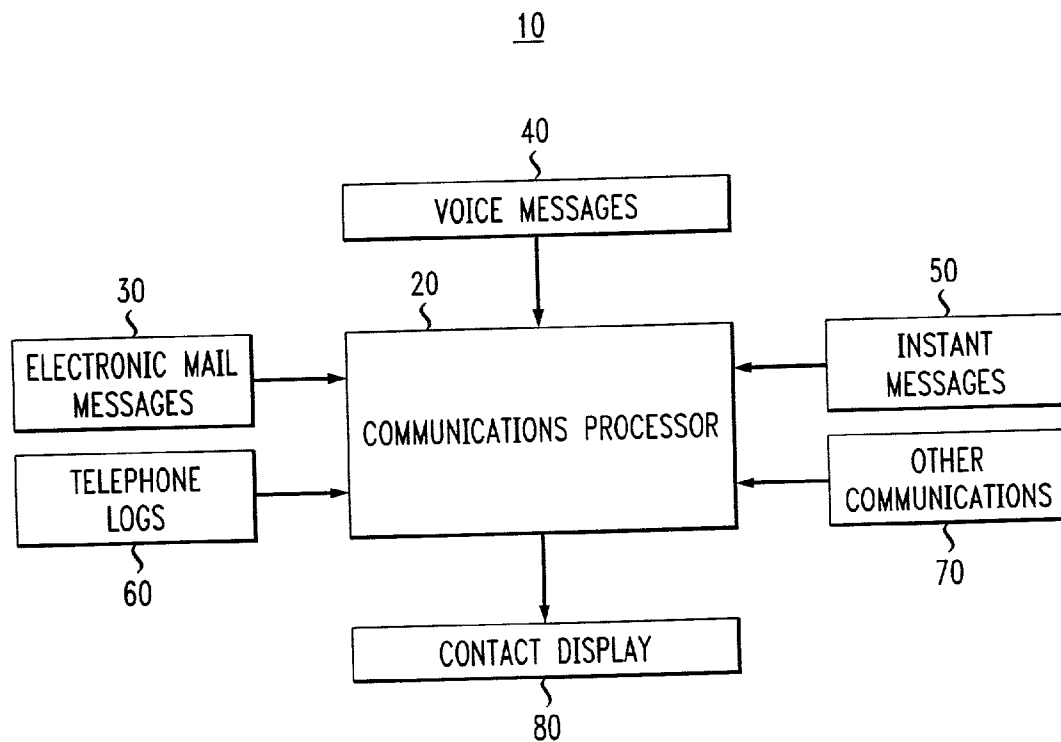 10
40
VOICE MESSAGES
30
20
50
ELECTRONIC MAIL
MESSAGES
INSTANT
MESSAGES
COMMUNICATIONS PROCESSOR
TELEPHONE
LOGS
OTHER
COMMUNICATIONS
60
70
CONTACT DISPLAY
80